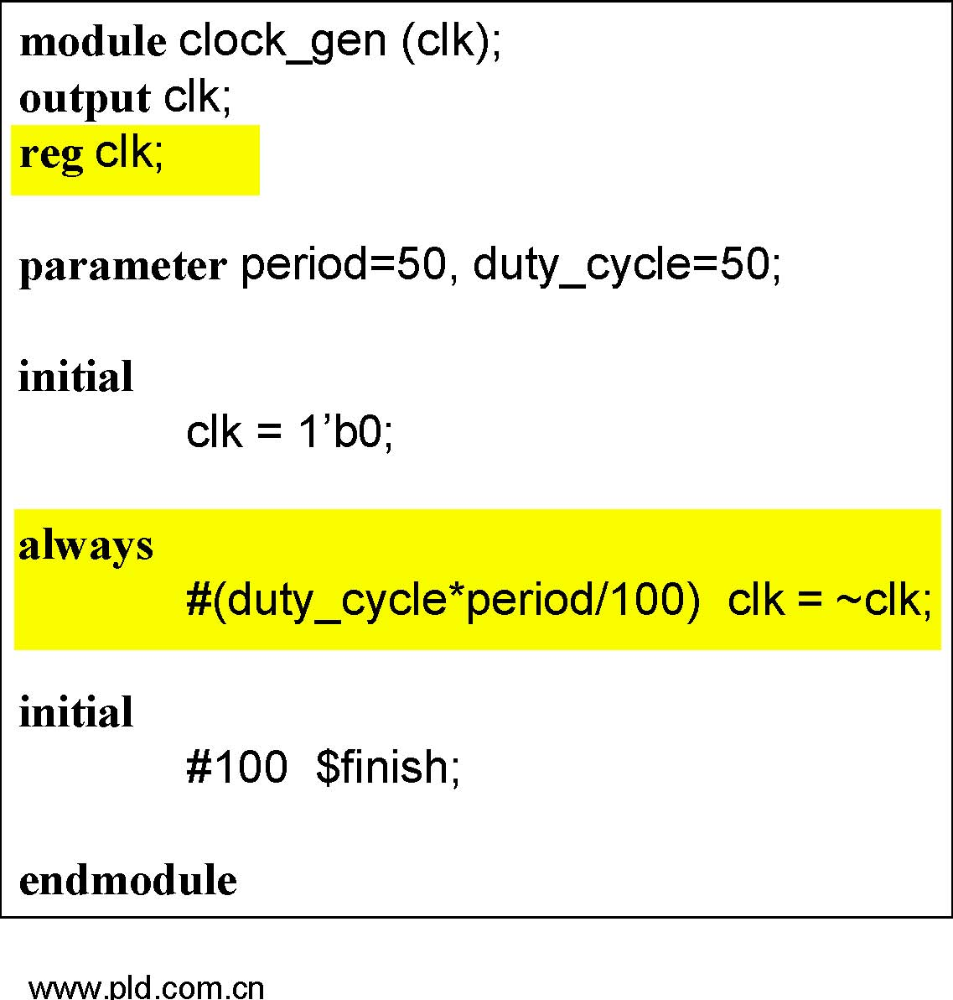 module clock_gen (clk);
output clk;
reg clk;
parameter period=50, duty_cycle=50;
initial
clk = 1’b0;
always
#(duty_cycle*period/100) clk = ~clk;
initial
#100 $finish;
endmodule
www.pld.com.cn